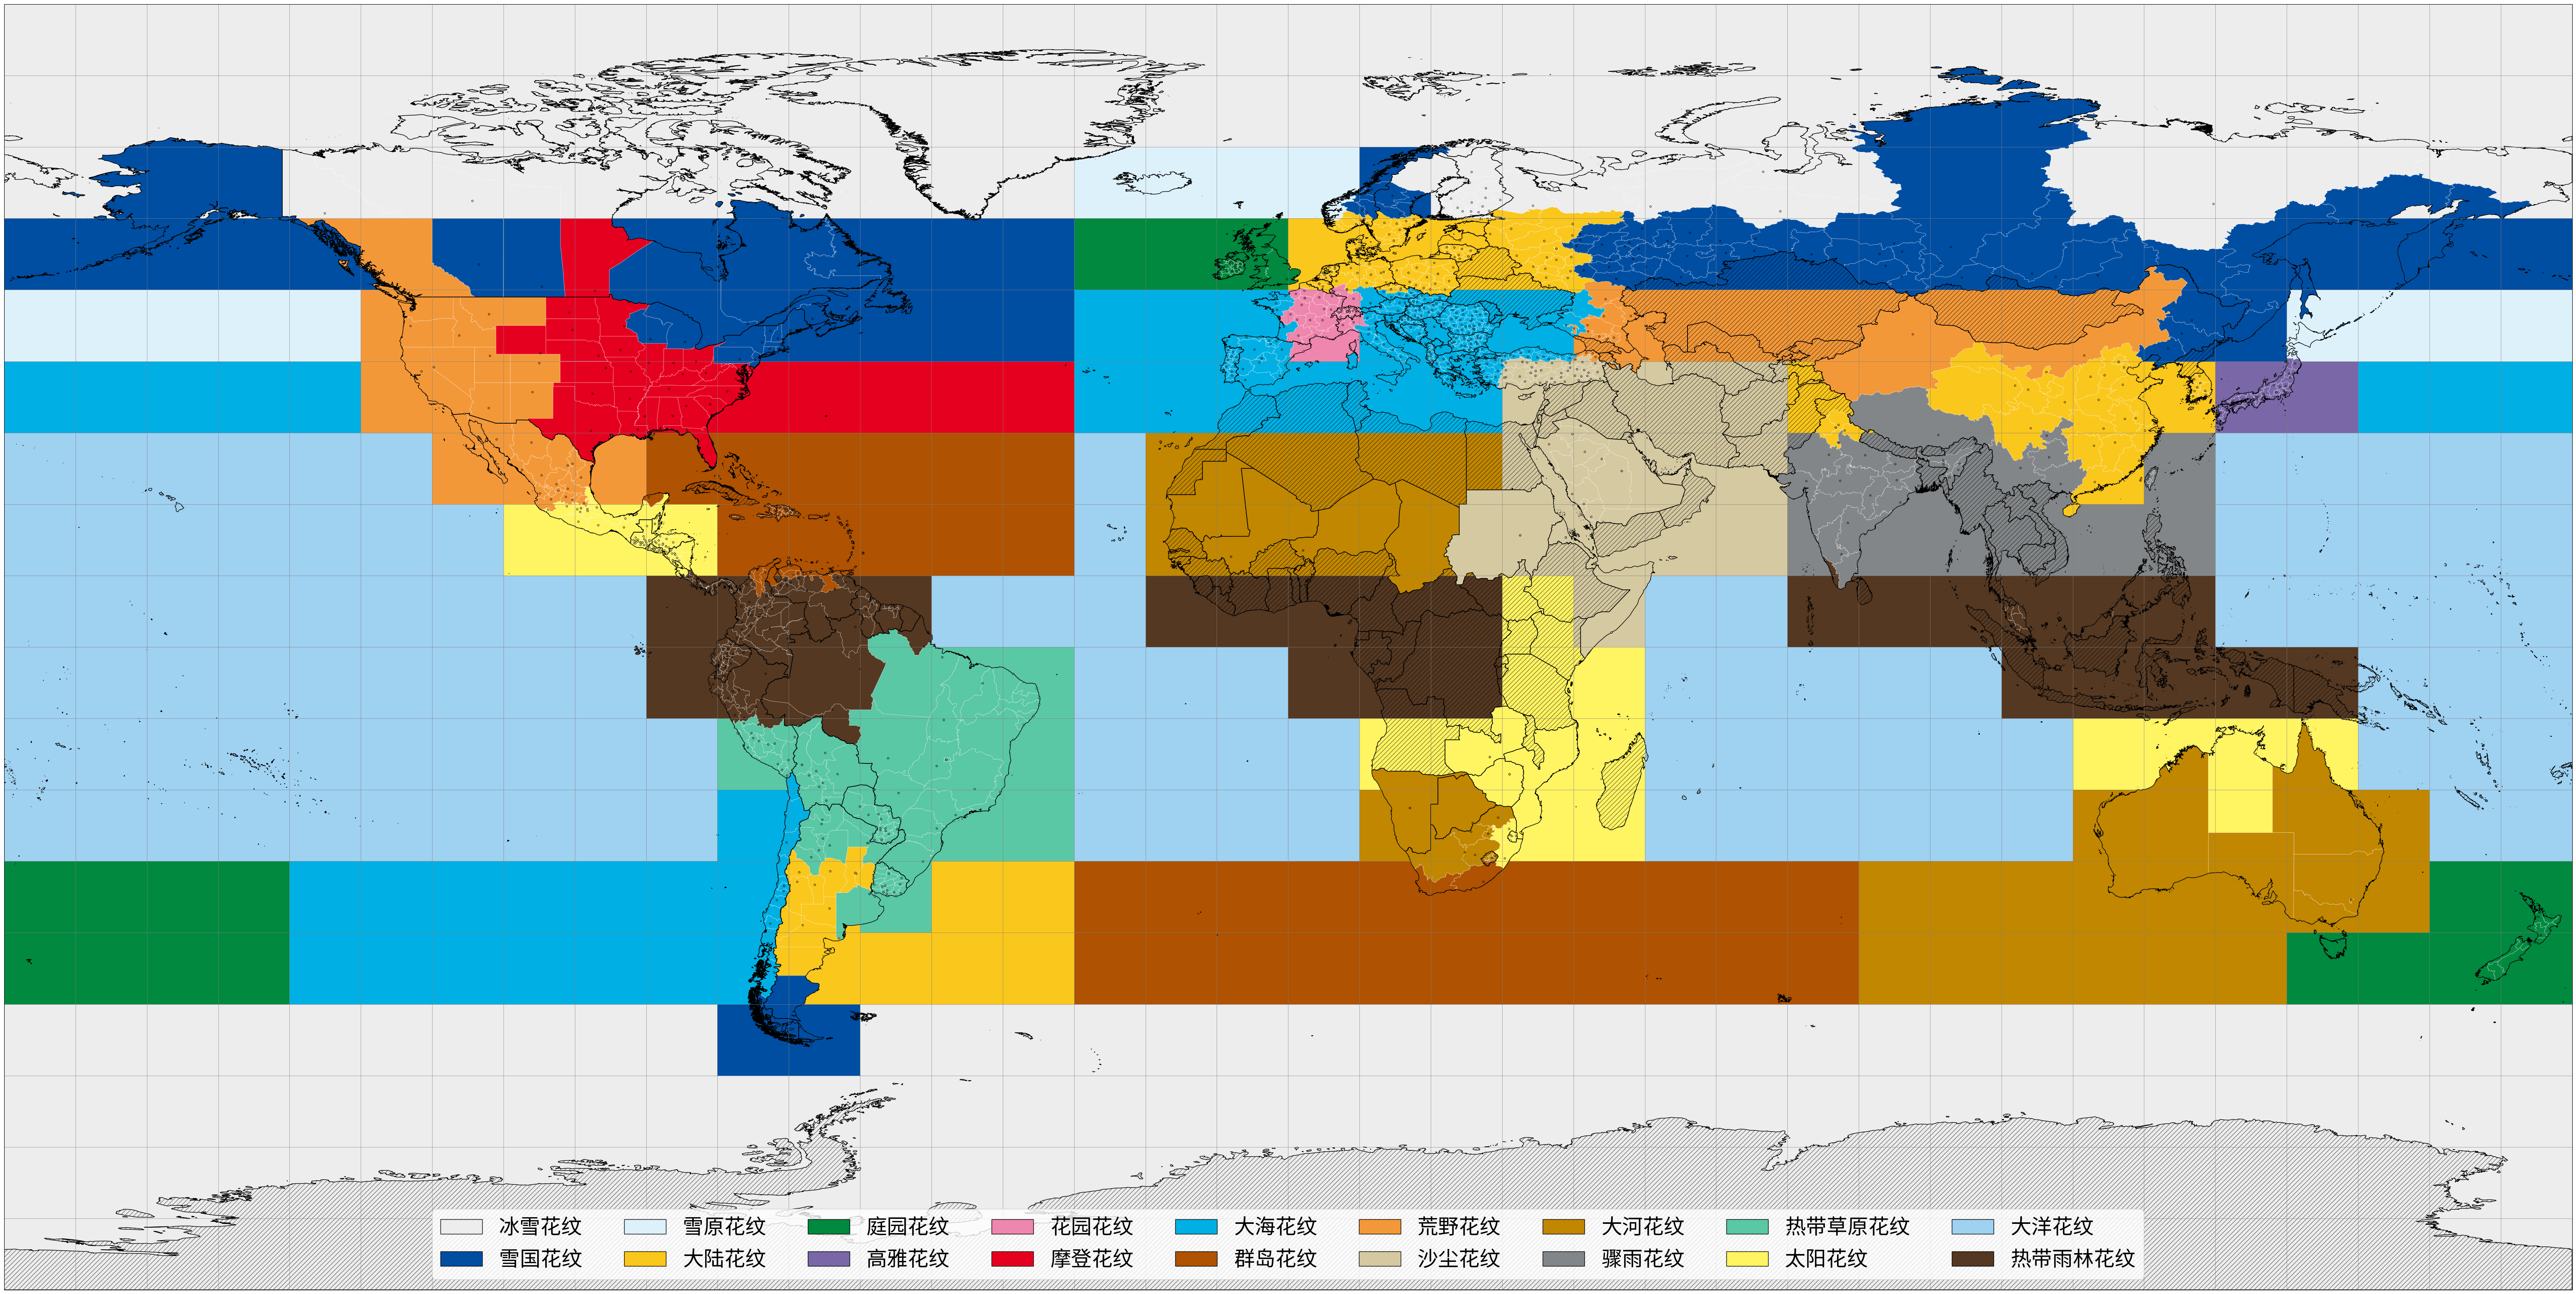 冰雪花纹 雪原花纹 庭园花纹 花园花纹 大海花纹 荒野花纹 大河花纹 热带草原花纹 大洋花纹
雪国花纹 大陆花纹 高雅花纹 摩登花纹 群岛花纹 沙尘花纹 骤雨花纹 太阳花纹 热带雨林花纹